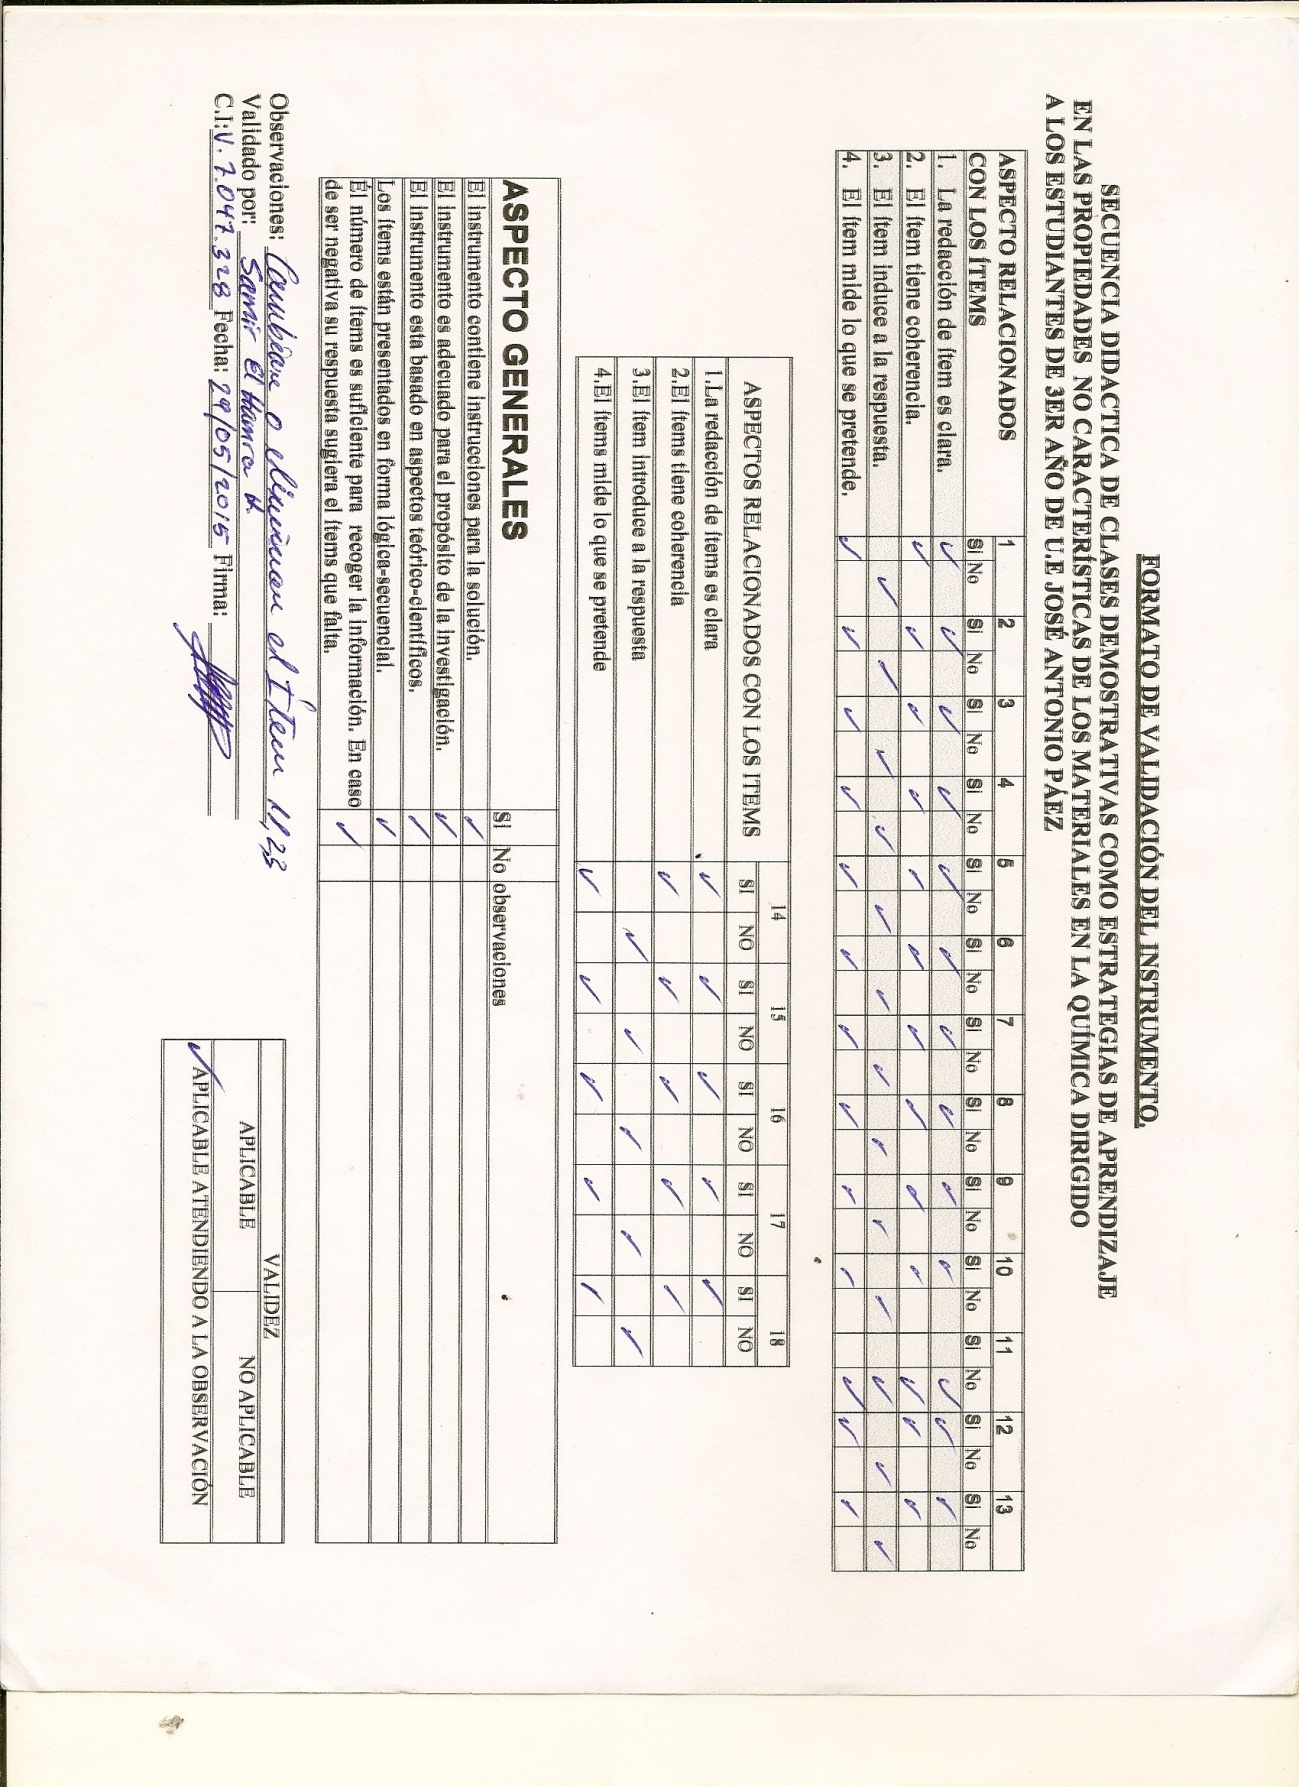 FORMATO DE VALIDACIÓN DEL INSTRUMENTO.
SECUENCIA DIDACTICA DE CLASES DEMOSTRATIVAS COMO ESTRATEGIAS DE APRENDIZAJE
EN LAS PROPIEDADES NO CARACTERÍSTICAS DE LOS MATERIALES EN LA QUÍMICA DIRIGIDO
A LOS ESTUDIANTES DE 3ER AÑO DE U.E JOSÉ ANTONIO PÁEZ
ASPECTO RELACIONADOS 1 2 3 4 5 6 7 8 9 10 11 12 13
CON LOS ÍTEMS Si No Si No Si No Si No Si No Si No Si No Si No Si No Si No Si No Si No Si No
1. La redacción de ítem es clara. ✓ ✓ ✓ ✓ ✓ ✓ ✓ ✓ ✓ ✓ ✓ ✓ ✓
2. El ítem tiene coherencia. ✓ ✓ ✓ ✓ ✓ ✓ ✓ ✓ ✓ ✓ ✓ ✓ ✓
3. El ítem induce a la respuesta. ✓ ✓ ✓ ✓ ✓ ✓ ✓ ✓ ✓ ✓ ✓ ✓ ✓
4. El ítem mide lo que se pretende. ✓ ✓ ✓ ✓ ✓ ✓ ✓ ✓ ✓ ✓ ✓ ✓ ✓
14 15 16 17 18
ASPECTOS RELACIONADOS CON LOS ITEMS SI NO SI NO SI NO SI NO SI NO
1.La redacción de ítems es clara ✓ ✓ ✓ ✓ ✓
2.El ítems tiene coherencia ✓ ✓ ✓ ✓ ✓
3.El ítem introduce a la respuesta ✓ ✓ ✓ ✓ ✓
4.El ítems mide lo que se pretende ✓ ✓ ✓ ✓ ✓
ASPECTO GENERALES Si No observaciones
El instrumento contiene instrucciones para la solución. ✓
El instrumento es adecuado para el propósito de la investigación. ✓
El instrumento esta basado en aspectos teórico-científicos. ✓
Los ítems están presentados en forma lógica-secuencial. ✓
El número de ítems es suficiente para recoger la información. En caso ✓
de ser negativa su respuesta sugiera el ítems que falta.
Observaciones: o eliminar el Ítem 11,23
Validado por: Samir El Hamra
C.I: V. 7.047.328 Fecha: 29/05/2015 Firma:
VALIDEZ
APLICABLE NO APLICABLE
✓ APLICABLE ATENDIENDO A LA OBSERVACIÓN